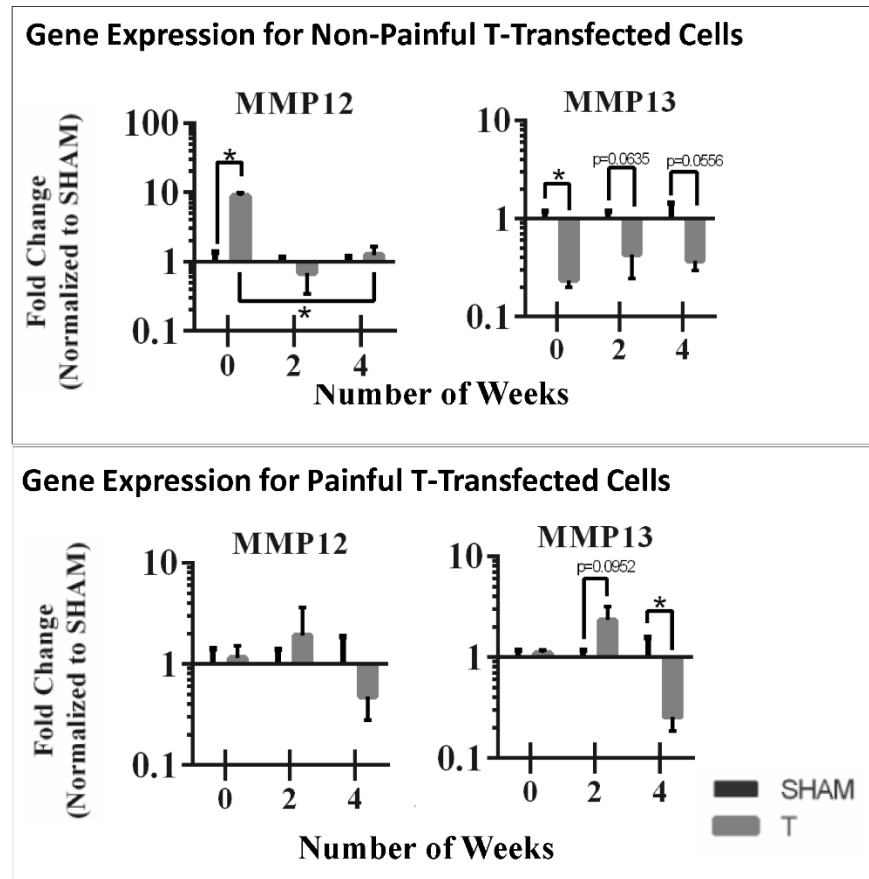 Gene Expression for Non-Painful T-Transfected Cells
Fold Change
(Normalized to SHAM)
MMP12
100
10
1
0.1
*
*
0 2 4
MMP13
10
1
0.1
*
p=0.0635
p=0.0556
0 2 4
Number of Weeks
Gene Expression for Painful T-Transfected Cells
Fold Change
(Normalized to SHAM)
MMP12
10
1
0.1
0 2 4
MMP13
10
1
0.1
p=0.0952
*
0 2 4
Number of Weeks
SHAM
T